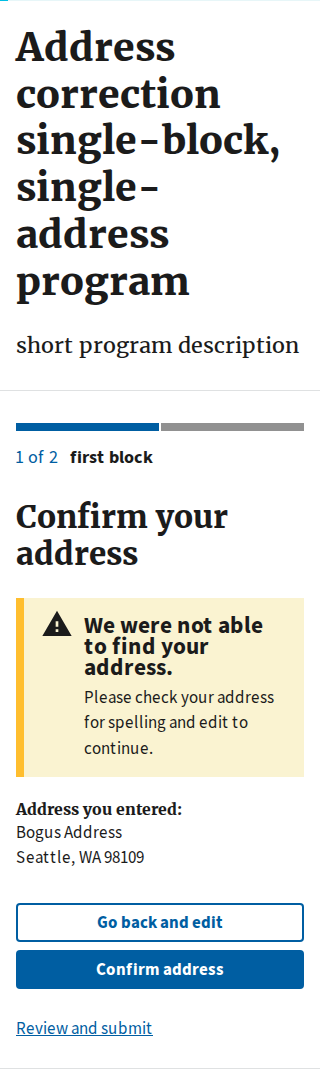 Address
correction
single-block,
single-
address
program
short program description
1 of 2 first block
Confirm your
address
We were not able
to find your
address.
Please check your address
for spelling and edit to
continue.
Address you entered:
Bogus Address
Seattle, WA 98109
Go back and edit
Confirm address
Review and submit